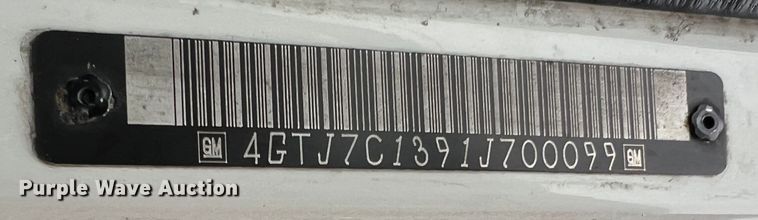 GM 4GTJ7C1391J700099 GM
Purple Wave Auction